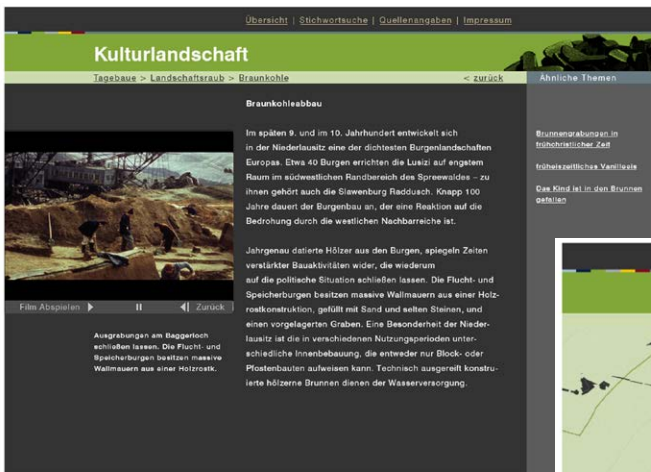 Übersicht | Stichwortsuche | Quellenangaben | Impressum
Kulturlandschaft
Tagebaue > Landschaftsraub > Braunkohle
< zurück
Ähnliche Themen
Braunkohleabbau
Im späten 9. und im 10. Jahrhundert entwickelt sich
in der Niederlausitz eine der dichtesten Burgenlandschaften
Europas. Etwa 40 Burgen errichten die Lusizi auf engstem
Raum im südwestlichen Randbereich des Spreewaldes – zu
ihnen gehört auch die Slawenburg Raddusch. Knapp 100
Jahre dauert der Burgenbau an, der eine Reaktion auf die
Bedrohung durch die westlichen Nachbarreiche ist.
Jahrgenau datierte Hölzer aus den Burgen, spiegeln Zeiten
verstärkter Bauaktivitäten wider, die wiederum
auf die politische Situation schließen lassen. Die Flucht- und
Speicherburgen besitzen massive Wallmauern aus einer Holz-
rostkonstruktion, gefüllt mit Sand und selten Steinen, und
einen vorgelagerten Graben. Eine Besonderheit der Nieder-
lausitz ist die in verschiedenen Nutzungsperioden unter-
schiedliche Innenbebauung, die entweder nur Block- oder
Pfostenbauten aufweisen kann. Technisch ausgereift konstru-
ierte hölzerne Brunnen dienen der Wasserversorgung.
Film Abspielen
Zurück
Ausgrabungen am Baggerloch
schließen lassen. Die Flucht- und
Speicherburgen besitzen massive
Wallmauern aus einer Holzrostk.
Brunnengrabungen in
frühchristlicher Zeit
früheiszeitliches Vanilleeis
Das Kind ist in den Brunnen
gefallen